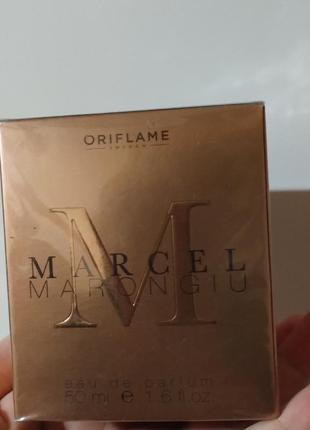 ORIFLAME
SWEDEN
M
MARCEL
MARONGIU
eau de parfum
50 ml e 1.6 fl.oz.